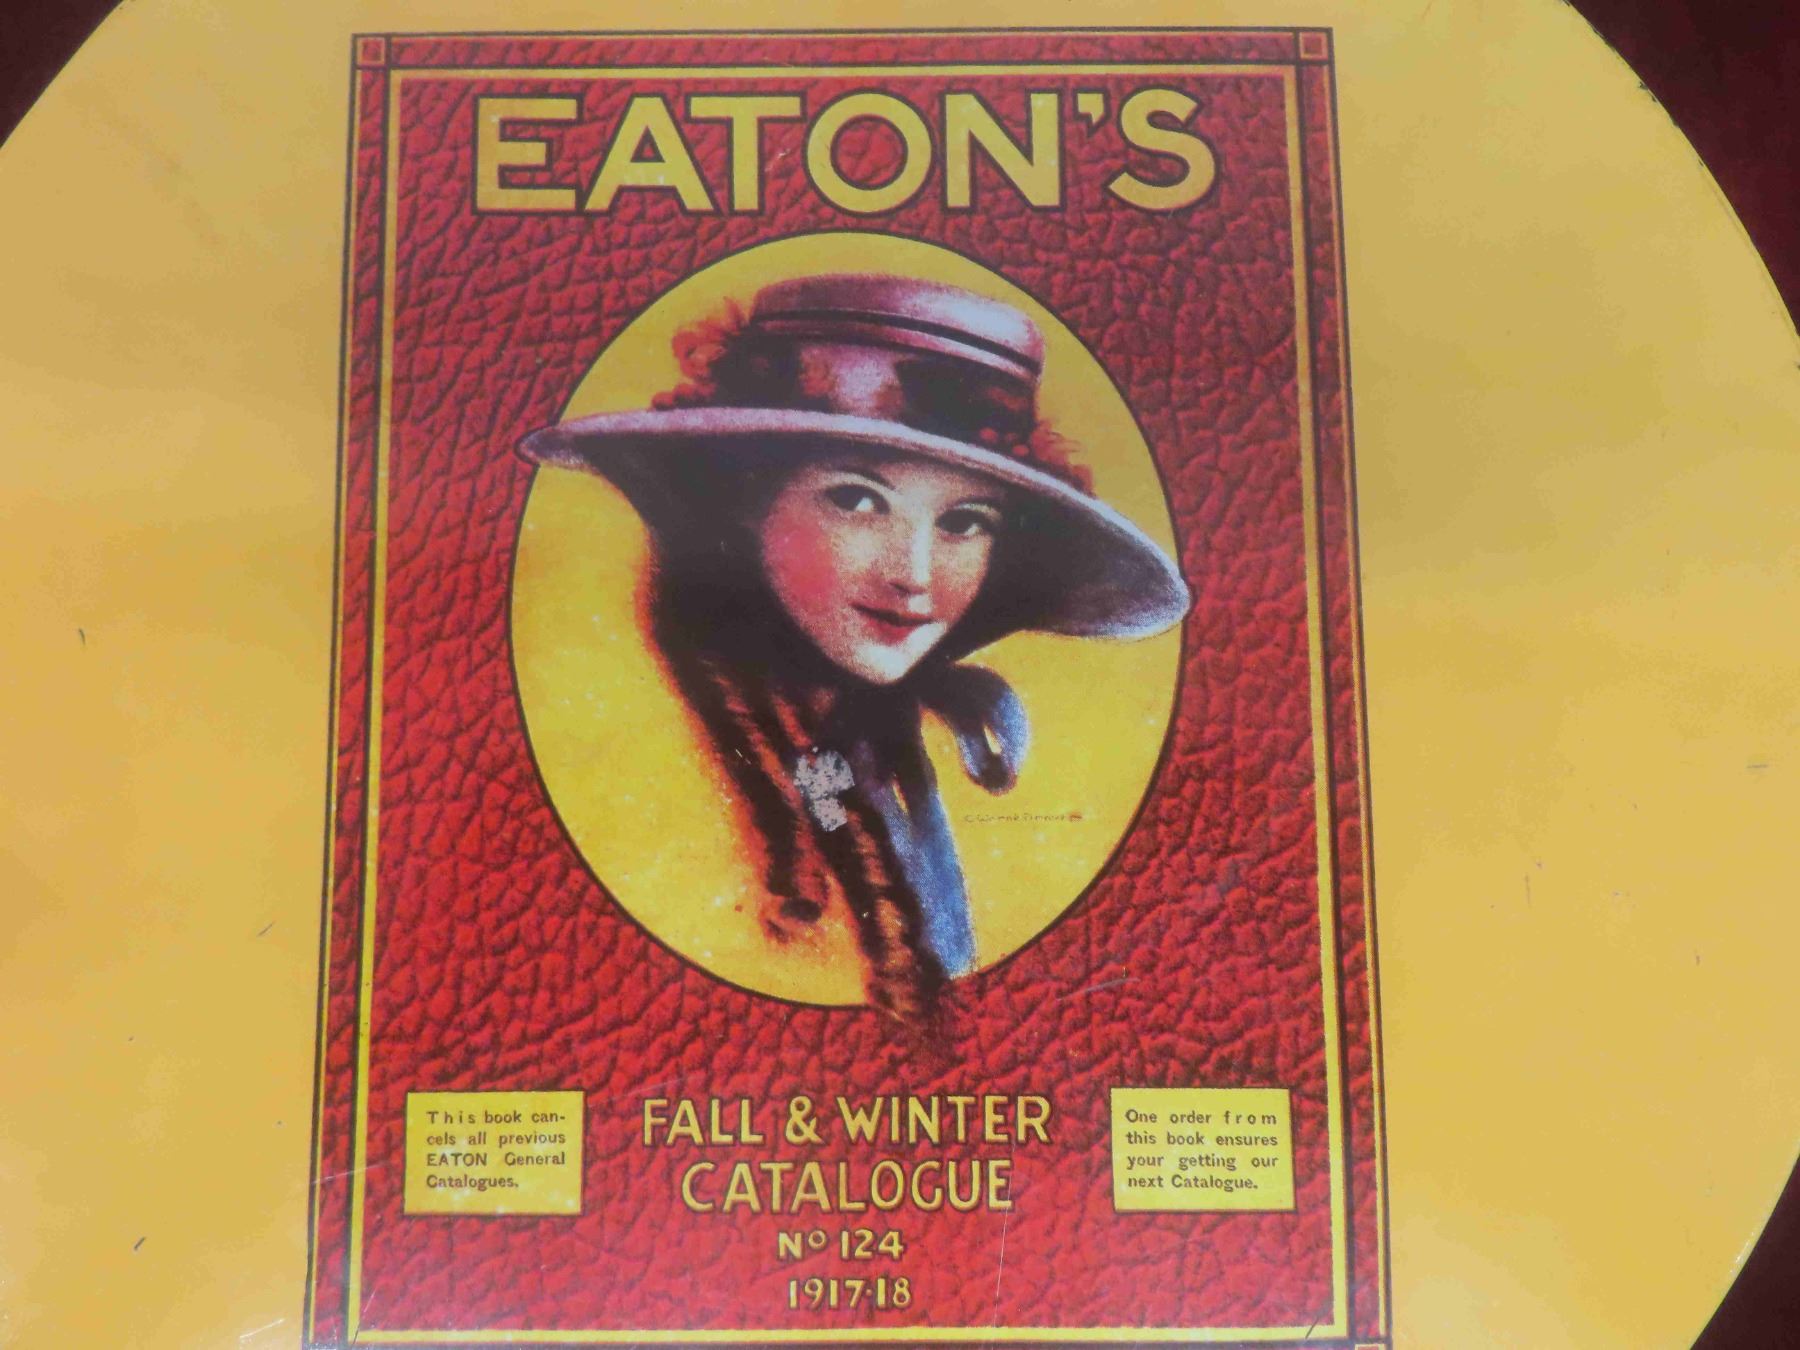 EATON'S
This book can-
cels all previous
EATON General
Catalogues.
FALL & WINTER
CATALOGUE
Nº 124
1917-18
One order from
this book ensures
your getting our
next Catalogue.